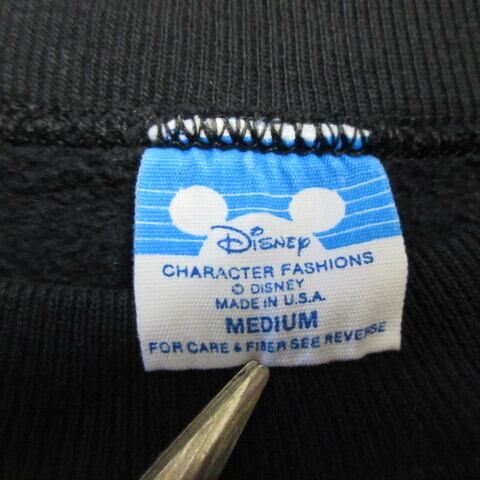 Disney
CHARACTER FASHIONS
© DISNEY
MADE IN U.S.A.
MEDIUM
FOR CARE & FIBER SEE REVERSE